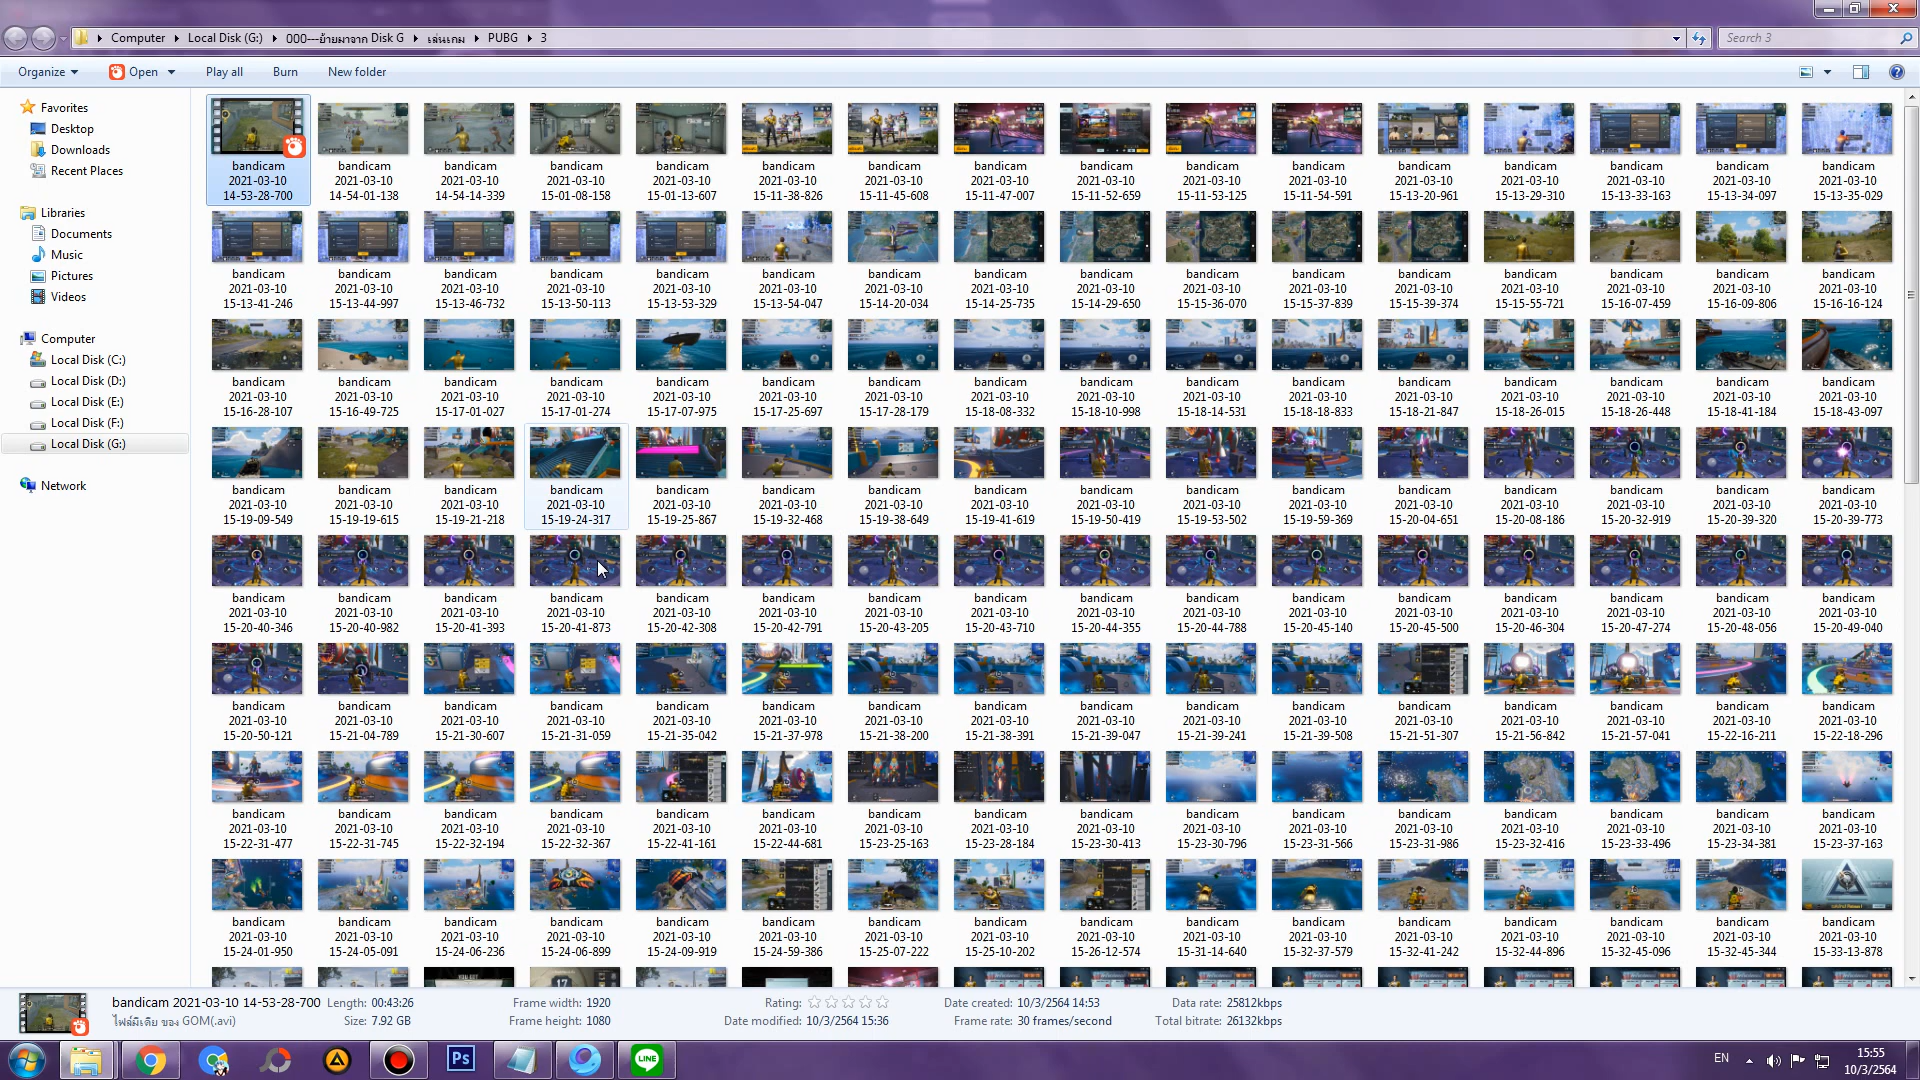 Computer ▸ Local Disk (G:) ▸ 000---ย้ายมาจาก Disk G ▸ เล่นเกม ▸ PUBG ▸ 3
Search 3
Organize Open Play all Burn New folder
Favorites
Desktop
Downloads
Recent Places
Libraries
Documents
Music
Pictures
Videos
Computer
Local Disk (C:)
Local Disk (D:)
Local Disk (E:)
Local Disk (F:)
Local Disk (G:)
Network
bandicam bandicam bandicam bandicam bandicam bandicam bandicam bandicam bandicam bandicam bandicam bandicam bandicam bandicam bandicam bandicam
2021-03-10 2021-03-10 2021-03-10 2021-03-10 2021-03-10 2021-03-10 2021-03-10 2021-03-10 2021-03-10 2021-03-10 2021-03-10 2021-03-10 2021-03-10 2021-03-10 2021-03-10 2021-03-10
14-53-28-700 14-54-01-138 14-54-14-339 15-01-08-158 15-01-13-607 15-11-38-826 15-11-45-608 15-11-47-007 15-11-52-659 15-11-53-125 15-11-54-591 15-13-20-961 15-13-29-310 15-13-33-163 15-13-34-097 15-13-35-029
bandicam bandicam bandicam bandicam bandicam bandicam bandicam bandicam bandicam bandicam bandicam bandicam bandicam bandicam bandicam bandicam
2021-03-10 2021-03-10 2021-03-10 2021-03-10 2021-03-10 2021-03-10 2021-03-10 2021-03-10 2021-03-10 2021-03-10 2021-03-10 2021-03-10 2021-03-10 2021-03-10 2021-03-10 2021-03-10
15-13-41-246 15-13-44-997 15-13-46-732 15-13-50-113 15-13-53-329 15-13-54-047 15-14-20-034 15-14-25-735 15-14-29-650 15-15-36-070 15-15-37-839 15-15-39-374 15-15-55-721 15-16-07-459 15-16-09-806 15-16-16-124
bandicam bandicam bandicam bandicam bandicam bandicam bandicam bandicam bandicam bandicam bandicam bandicam bandicam bandicam bandicam bandicam
2021-03-10 2021-03-10 2021-03-10 2021-03-10 2021-03-10 2021-03-10 2021-03-10 2021-03-10 2021-03-10 2021-03-10 2021-03-10 2021-03-10 2021-03-10 2021-03-10 2021-03-10 2021-03-10
15-16-28-107 15-16-49-725 15-17-01-027 15-17-01-274 15-17-07-975 15-17-25-697 15-17-28-179 15-18-08-332 15-18-10-998 15-18-14-531 15-18-18-833 15-18-21-847 15-18-26-015 15-18-26-448 15-18-41-184 15-18-43-097
bandicam bandicam bandicam bandicam bandicam bandicam bandicam bandicam bandicam bandicam bandicam bandicam bandicam bandicam bandicam bandicam
2021-03-10 2021-03-10 2021-03-10 2021-03-10 2021-03-10 2021-03-10 2021-03-10 2021-03-10 2021-03-10 2021-03-10 2021-03-10 2021-03-10 2021-03-10 2021-03-10 2021-03-10 2021-03-10
15-19-09-549 15-19-19-615 15-19-21-218 15-19-24-317 15-19-25-867 15-19-32-468 15-19-38-649 15-19-41-619 15-19-50-419 15-19-53-502 15-19-59-369 15-20-04-651 15-20-08-186 15-20-32-919 15-20-39-320 15-20-39-773
bandicam bandicam bandicam bandicam bandicam bandicam bandicam bandicam bandicam bandicam bandicam bandicam bandicam bandicam bandicam bandicam
2021-03-10 2021-03-10 2021-03-10 2021-03-10 2021-03-10 2021-03-10 2021-03-10 2021-03-10 2021-03-10 2021-03-10 2021-03-10 2021-03-10 2021-03-10 2021-03-10 2021-03-10 2021-03-10
15-20-40-346 15-20-40-982 15-20-41-393 15-20-41-873 15-20-42-308 15-20-42-791 15-20-43-205 15-20-43-710 15-20-44-355 15-20-44-788 15-20-45-140 15-20-45-500 15-20-46-304 15-20-47-274 15-20-48-056 15-20-49-040
bandicam bandicam bandicam bandicam bandicam bandicam bandicam bandicam bandicam bandicam bandicam bandicam bandicam bandicam bandicam bandicam
2021-03-10 2021-03-10 2021-03-10 2021-03-10 2021-03-10 2021-03-10 2021-03-10 2021-03-10 2021-03-10 2021-03-10 2021-03-10 2021-03-10 2021-03-10 2021-03-10 2021-03-10 2021-03-10
15-20-50-121 15-21-04-789 15-21-30-607 15-21-31-059 15-21-35-042 15-21-37-978 15-21-38-200 15-21-38-391 15-21-39-047 15-21-39-241 15-21-39-508 15-21-51-307 15-21-56-842 15-21-57-041 15-22-16-211 15-22-18-296
bandicam bandicam bandicam bandicam bandicam bandicam bandicam bandicam bandicam bandicam bandicam bandicam bandicam bandicam bandicam bandicam
2021-03-10 2021-03-10 2021-03-10 2021-03-10 2021-03-10 2021-03-10 2021-03-10 2021-03-10 2021-03-10 2021-03-10 2021-03-10 2021-03-10 2021-03-10 2021-03-10 2021-03-10 2021-03-10
15-22-31-477 15-22-31-745 15-22-32-194 15-22-32-367 15-22-41-161 15-22-44-681 15-23-25-163 15-23-28-184 15-23-30-413 15-23-30-796 15-23-31-566 15-23-31-986 15-23-32-416 15-23-33-496 15-23-34-381 15-23-37-163
bandicam bandicam bandicam bandicam bandicam bandicam bandicam bandicam bandicam bandicam bandicam bandicam bandicam bandicam bandicam bandicam
2021-03-10 2021-03-10 2021-03-10 2021-03-10 2021-03-10 2021-03-10 2021-03-10 2021-03-10 2021-03-10 2021-03-10 2021-03-10 2021-03-10 2021-03-10 2021-03-10 2021-03-10 2021-03-10
15-24-01-950 15-24-05-091 15-24-06-236 15-24-06-899 15-24-09-919 15-24-59-386 15-25-07-222 15-25-10-202 15-26-12-574 15-31-14-640 15-32-37-579 15-32-41-242 15-32-44-896 15-32-45-096 15-32-45-344 15-33-13-878
bandicam 2021-03-10 14-53-28-700 Length: 00:43:26 Frame width: 1920 Rating: Date created: 10/3/2564 14:53 Data rate: 25812kbps
ไฟล์มีเดีย ของ GOM(.avi) Size: 7.92 GB Frame height: 1080 Date modified: 10/3/2564 15:36 Frame rate: 30 frames/second Total bitrate: 26132kbps
Ps LINE EN 15:55
10/3/2564